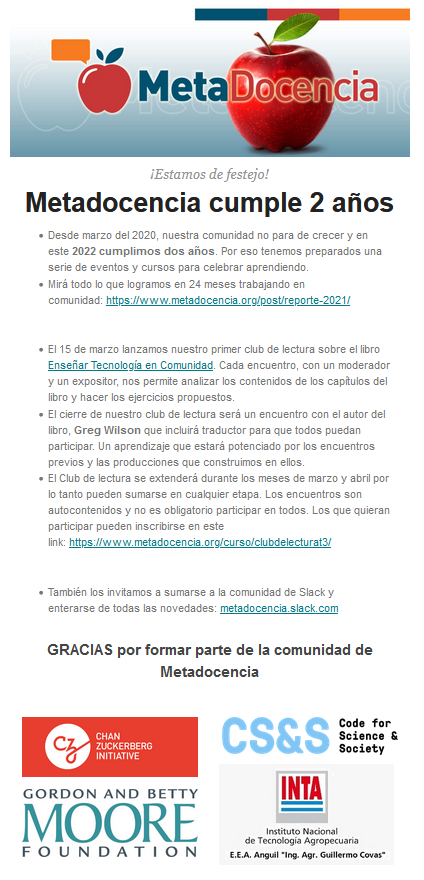 MetaDocencia
¡Estamos de festejo!
Metadocencia cumple 2 años
• Desde marzo del 2020, nuestra comunidad no para de crecer y en
este 2022 cumplimos dos años. Por eso tenemos preparados una
serie de eventos y cursos para celebrar aprendiendo.
• Mirá todo lo que logramos en 24 meses trabajando en
comunidad: https://www.metadocencia.org/post/reporte-2021/
• El 15 de marzo lanzamos nuestro primer club de lectura sobre el libro
Enseñar Tecnología en Comunidad. Cada encuentro, con un moderador
y un expositor, nos permite analizar los contenidos de los capítulos del
libro y hacer los ejercicios propuestos.
• El cierre de nuestro club de lectura será un encuentro con el autor del
libro, Greg Wilson que incluirá traductor para que todos puedan
participar. Un aprendizaje que estará potenciado por los encuentros
previos y las producciones que construimos en ellos.
• El Club de lectura se extenderá durante los meses de marzo y abril por
lo tanto pueden sumarse en cualquier etapa. Los encuentros son
autocontenidos y no es obligatorio participar en todos. Los que quieran
participar pueden inscribirse en este
link: https://www.metadocencia.org/curso/clubdelecturat3/
• También los invitamos a sumarse a la comunidad de Slack y
enterarse de todas las novedades: metadocencia.slack.com
GRACIAS por formar parte de la comunidad de
Metadocencia
CZ
CHAN
ZUCKERBERG
INITIATIVE
CS&S
Code for
Science &
Society
GORDON AND BETTY
MOORE
FOUNDATION
INTA
Instituto Nacional
de Tecnología Agropecuaria
E.E.A. Anguil "Ing. Agr. Guillermo Covas"